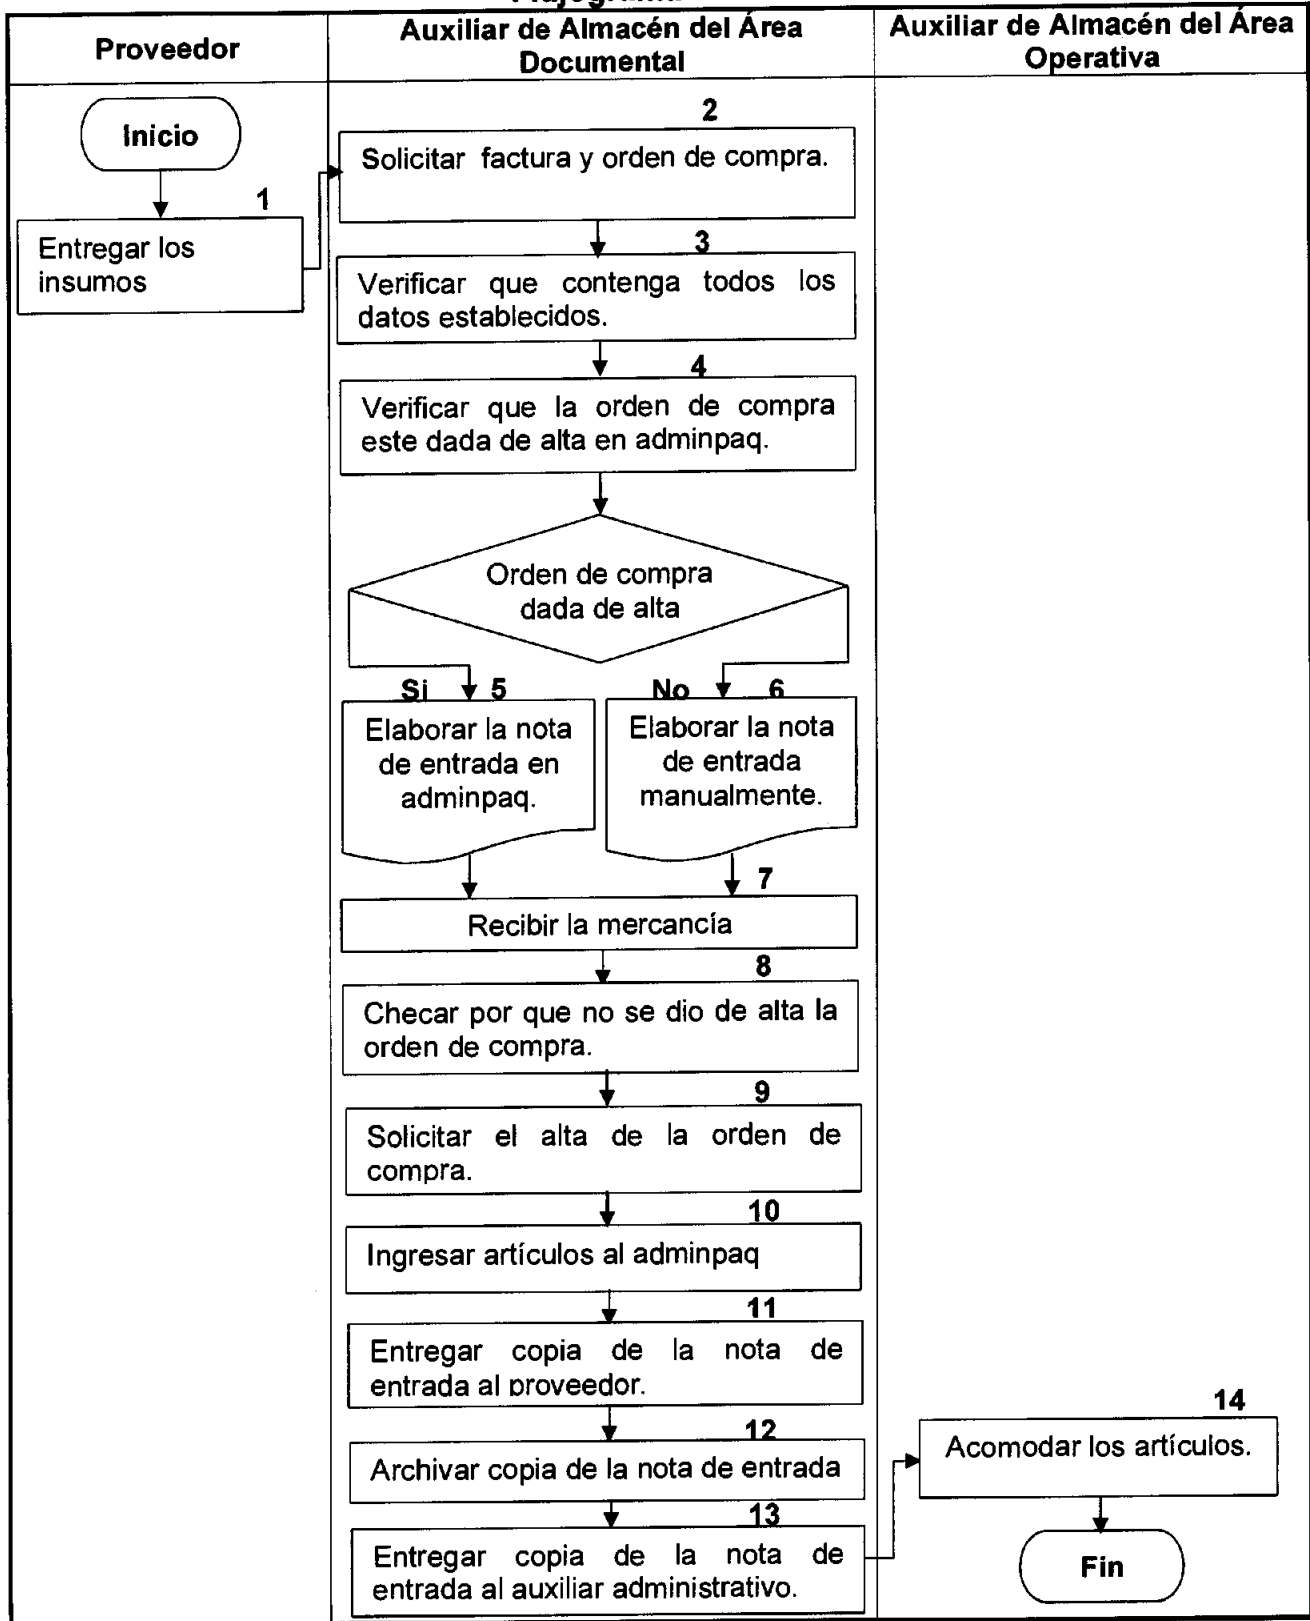 Proveedor
Auxiliar de Almacén del Área
Documental
Auxiliar de Almacén del Área
Operativa
Inicio
1
Entregar los
insumos
2
Solicitar factura y orden de compra.
3
Verificar que contenga todos los
datos establecidos.
4
Verificar que la orden de compra
este dada de alta en adminpaq.
Orden de compra
dada de alta
Si 5
Elaborar la nota
de entrada en
adminpaq.
No 6
Elaborar la nota
de entrada
manualmente.
7
Recibir la mercancía
8
Checar por que no se dio de alta la
orden de compra.
9
Solicitar el alta de la orden de
compra.
10
Ingresar artículos al adminpaq
11
Entregar copia de la nota de
entrada al proveedor.
12
Archivar copia de la nota de entrada
13
Entregar copia de la nota de
entrada al auxiliar administrativo.
14
Acomodar los artículos.
Fin